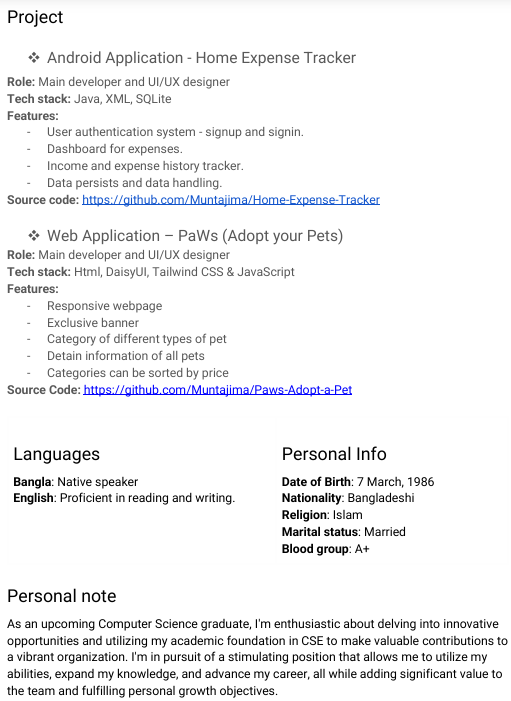 Project
❖ Android Application - Home Expense Tracker
Role: Main developer and UI/UX designer
Tech stack: Java, XML, SQLite
Features:
- User authentication system - signup and signin.
- Dashboard for expenses.
- Income and expense history tracker.
- Data persists and data handling.
Source code: https://github.com/Muntajima/Home-Expense-Tracker
❖ Web Application – PaWs (Adopt your Pets)
Role: Main developer and UI/UX designer
Tech stack: Html, DaisyUI, Tailwind CSS & JavaScript
Features:
- Responsive webpage
- Exclusive banner
- Category of different types of pet
- Detain information of all pets
- Categories can be sorted by price
Source Code: https://github.com/Muntajima/Paws-Adopt-a-Pet
Languages
Bangla: Native speaker
English: Proficient in reading and writing.
Personal Info
Date of Birth: 7 March, 1986
Nationality: Bangladeshi
Religion: Islam
Marital status: Married
Blood group: A+
Personal note
As an upcoming Computer Science graduate, I'm enthusiastic about delving into innovative
opportunities and utilizing my academic foundation in CSE to make valuable contributions to
a vibrant organization. I'm in pursuit of a stimulating position that allows me to utilize my
abilities, expand my knowledge, and advance my career, all while adding significant value to
the team and fulfilling personal growth objectives.